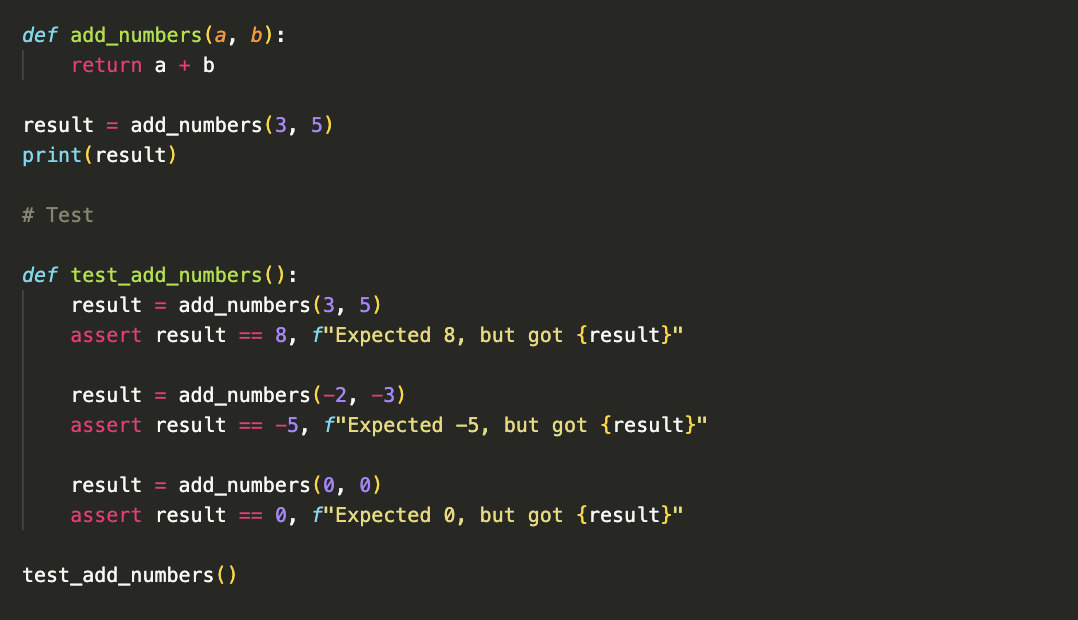 def add_numbers(a, b):
    return a + b

result = add_numbers(3, 5)
print(result)

# Test

def test_add_numbers():
    result = add_numbers(3, 5)
    assert result == 8, f"Expected 8, but got {result}"

    result = add_numbers(-2, -3)
    assert result == -5, f"Expected -5, but got {result}"

    result = add_numbers(0, 0)
    assert result == 0, f"Expected 0, but got {result}"

test_add_numbers()